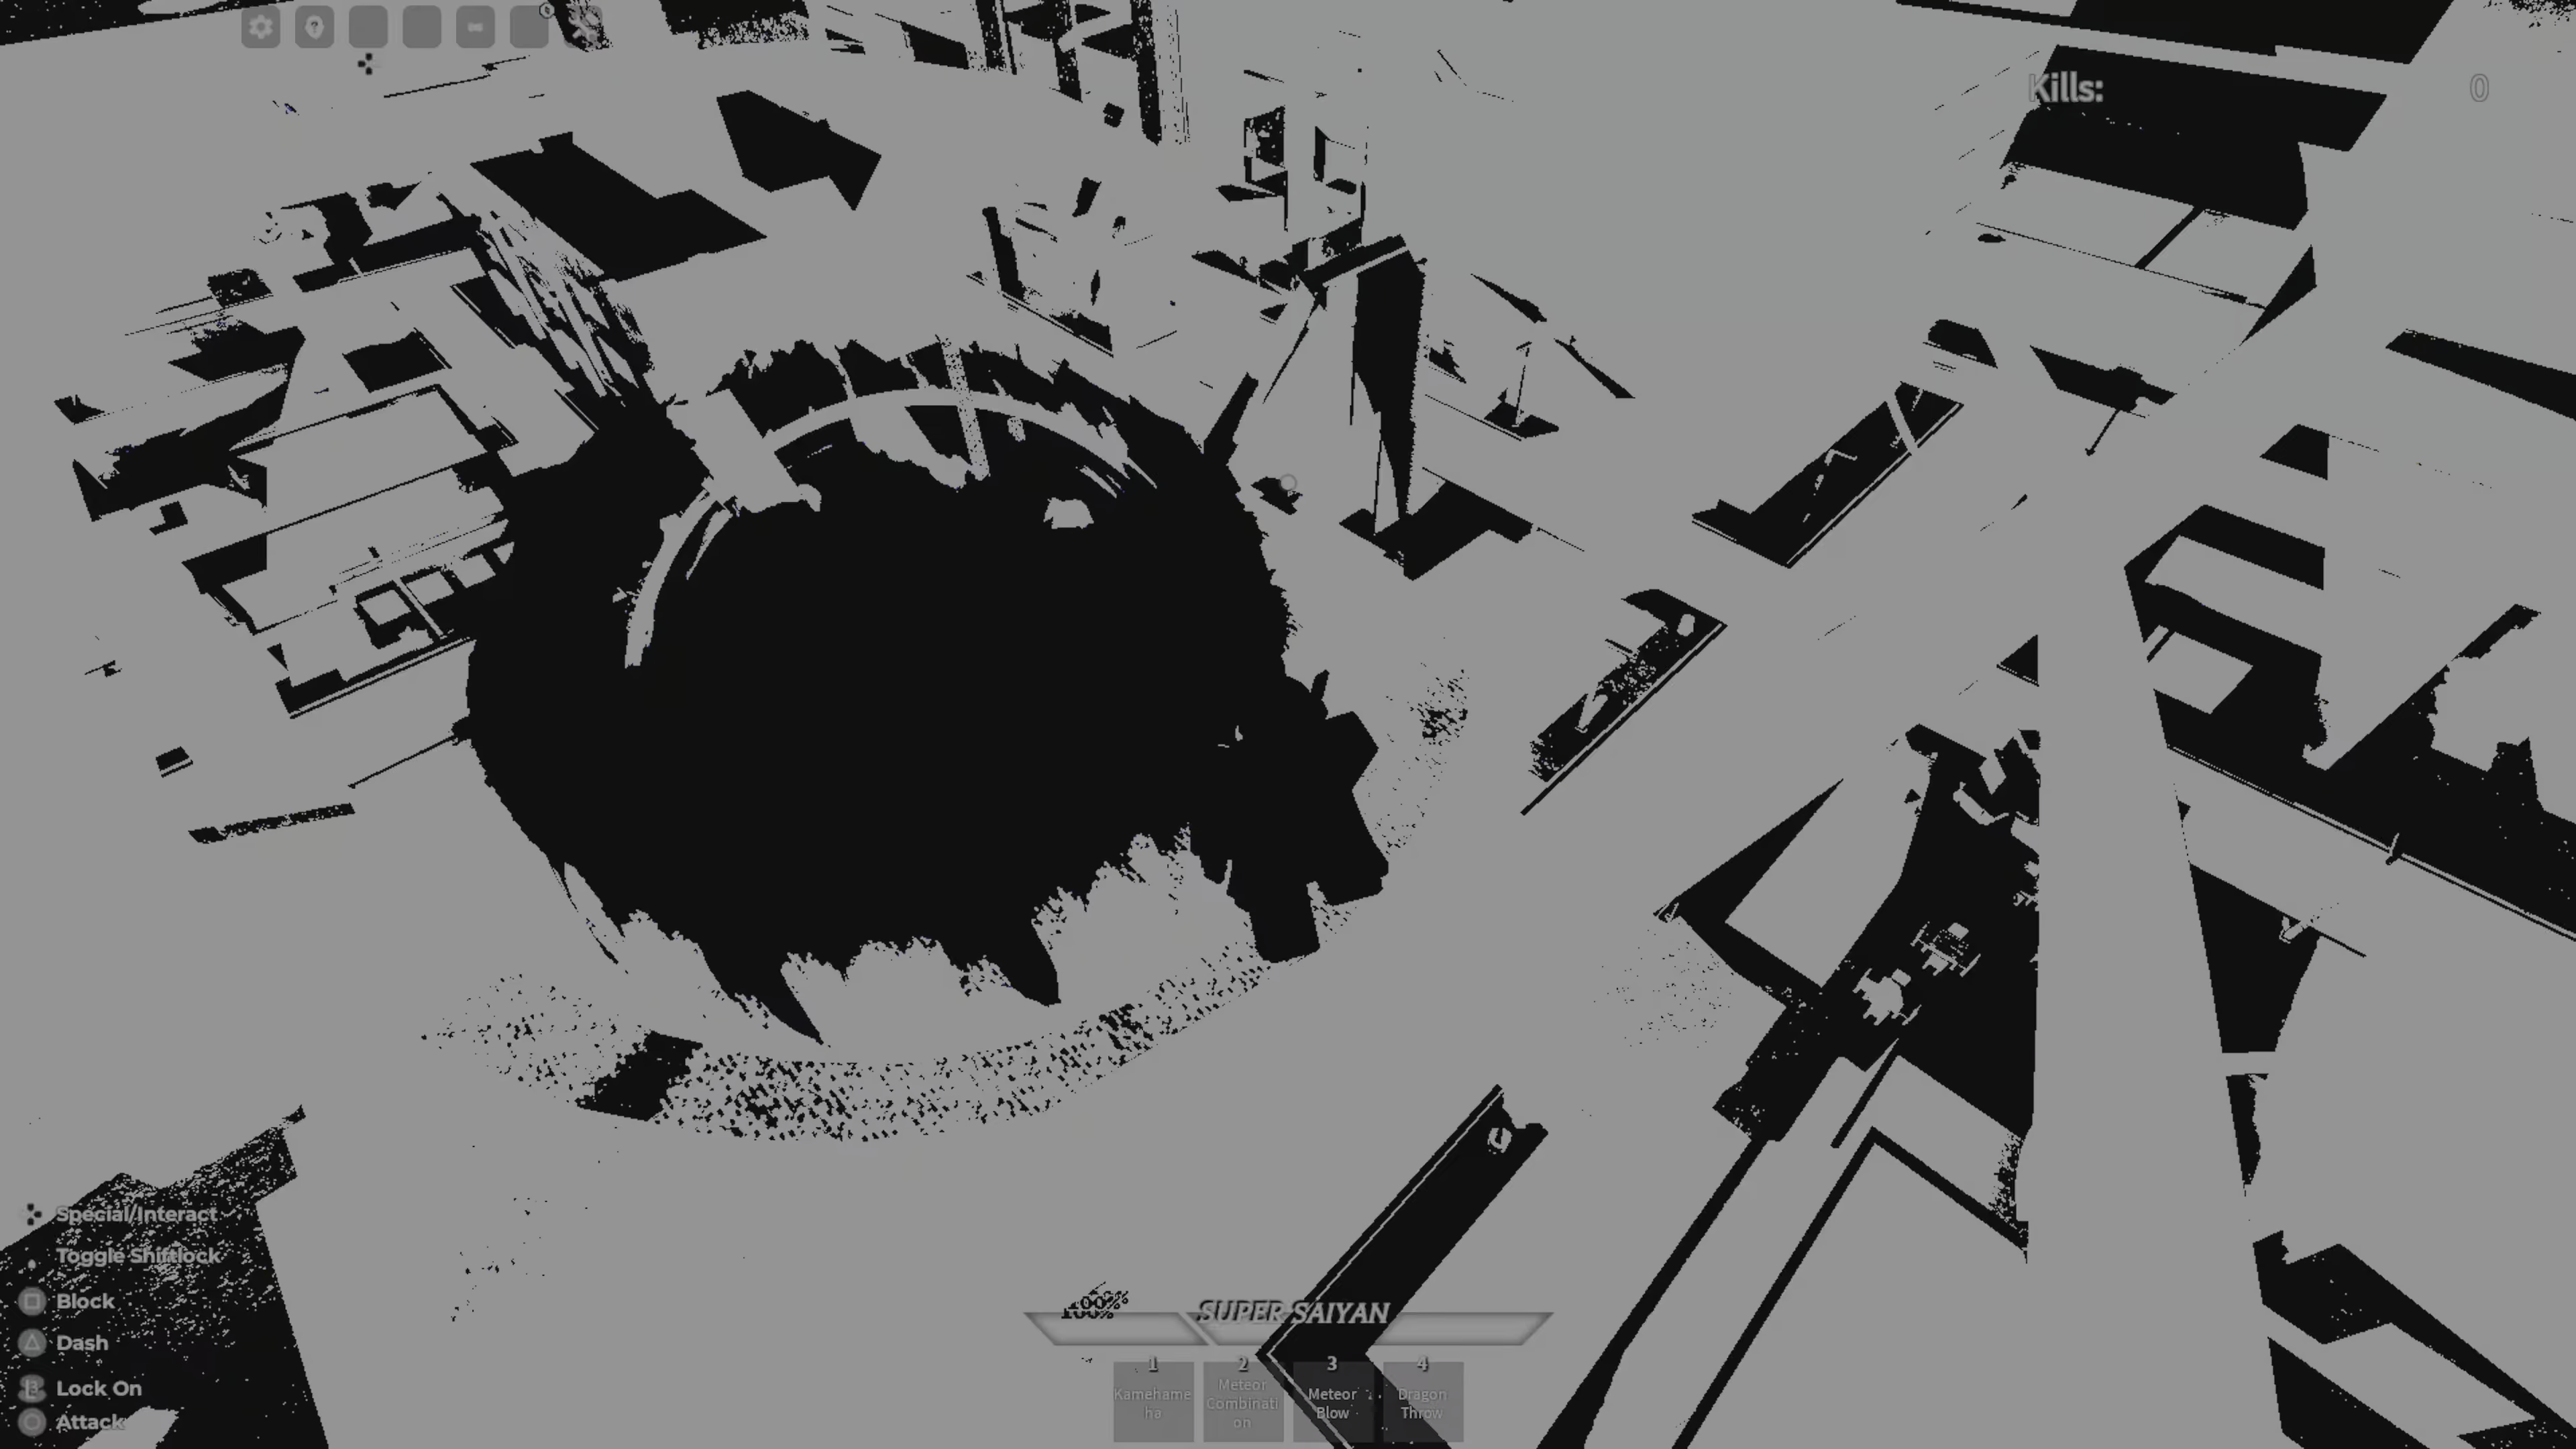 Kills: 0
Special/Interact
Toggle Shiftlock
Block
Dash
Lock On
Attack
100%
SUPER SAIYAN
1 2 3 4
Kamehame
ha
Meteor
Combinati
on
Meteor
Blow
Dragon
Throw